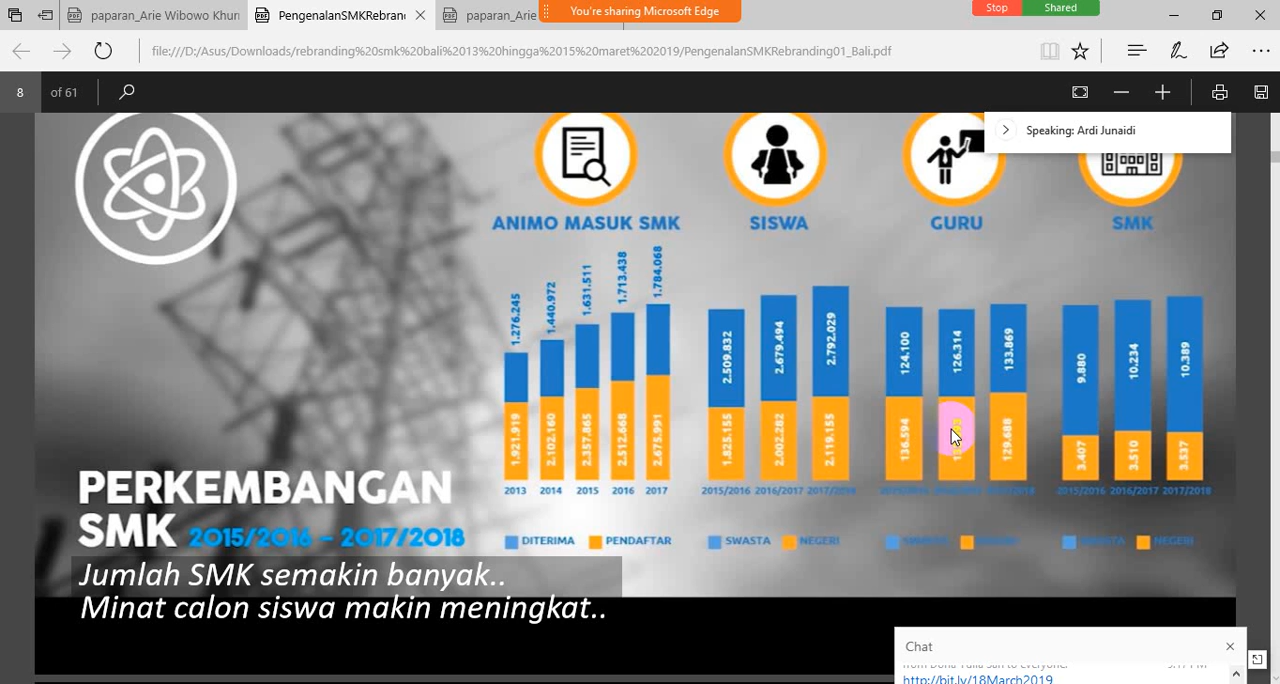 paparan_Arie Wibowo Khuri
PengenalanSMKRebran
paparan_Arie
You're sharing Microsoft Edge
Stop
Shared
file:///D:/Asus/Downloads/rebranding%20smk%20bali%2013%20hingga%2015%20maret%202019/PengenalanSMKRebranding01_Bali.pdf
8
of 61
Speaking: Ardi Junaidi
ANIMO MASUK SMK
SISWA
GURU
SMK
1.276.245
1.440.972
1.631.511
1.713.438
1.784.068
1.921.919
2.102.160
2.357.865
2.512.668
2.675.991
2013
2014
2015
2016
2017
DITERIMA
PENDAFTAR
2.509.832
2.679.494
2.792.029
1.825.155
2.002.282
2.119.155
2015/2016
2016/2017
2017/2018
SWASTA
NEGERI
124.100
126.314
133.869
136.594
129.688
9.880
10.234
10.389
3.407
3.510
3.537
2015/2016
2016/2017
2017/2018
SWASTA
NEGERI
PERKEMBANGAN
SMK 2015/2016 - 2017/2018
Jumlah SMK semakin banyak..
Minat calon siswa makin meningkat..
Chat
http://bit.ly/18March2019